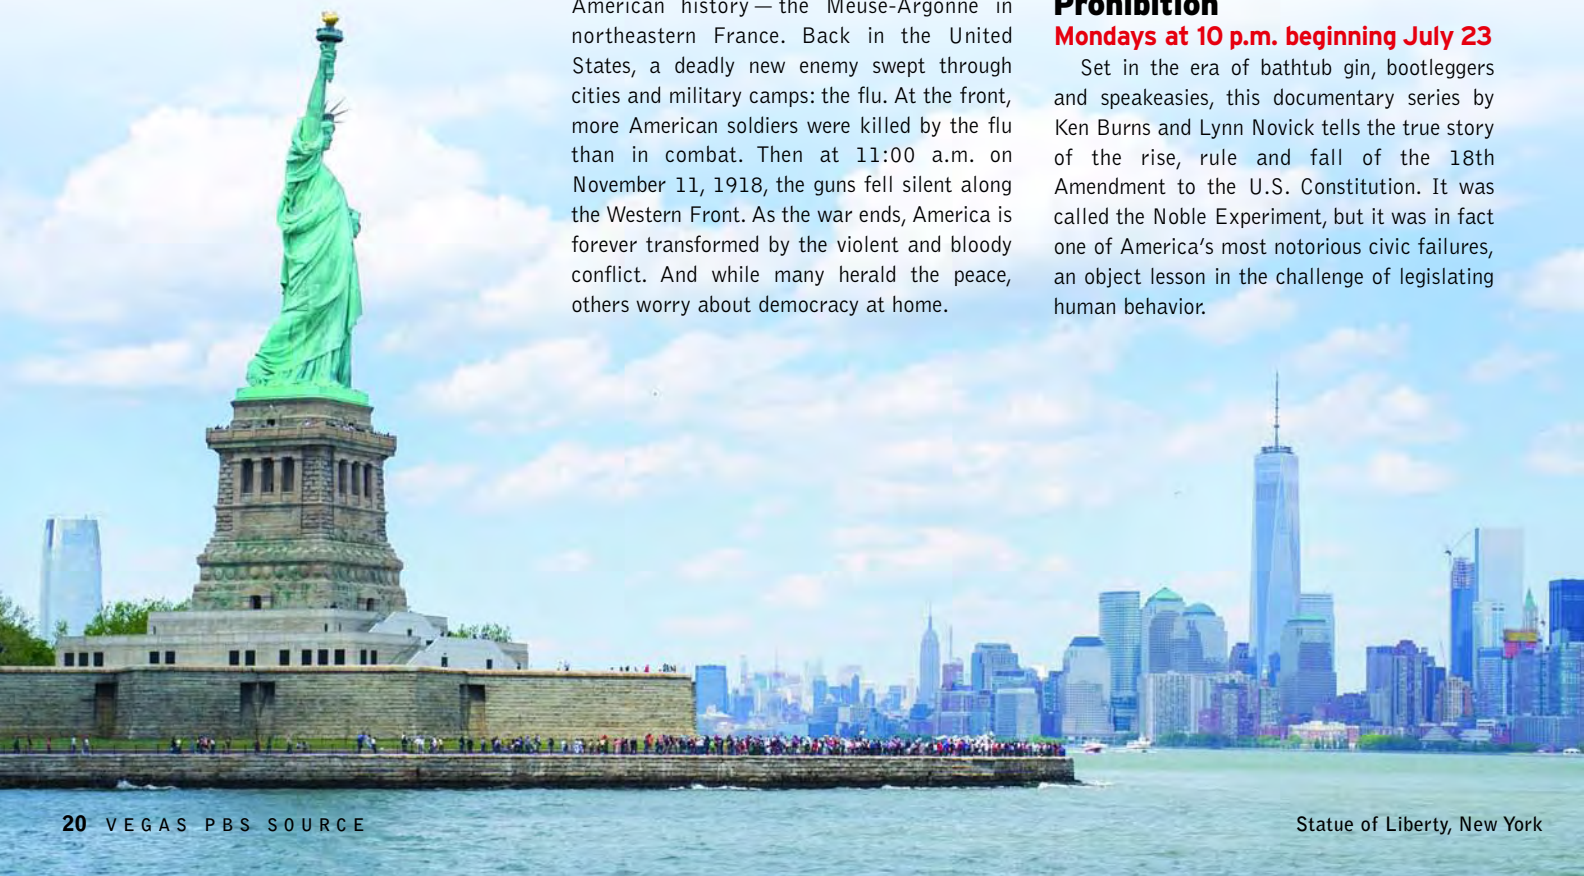 American history — the Meuse-Argonne in
northeastern France. Back in the United
States, a deadly new enemy swept through
cities and military camps: the flu. At the front,
more American soldiers were killed by the flu
than in combat. Then at 11:00 a.m. on
November 11, 1918, the guns fell silent along
the Western Front. As the war ends, America is
forever transformed by the violent and bloody
conflict. And while many herald the peace,
others worry about democracy at home.
Prohibition
Mondays at 10 p.m. beginning July 23
Set in the era of bathtub gin, bootleggers
and speakeasies, this documentary series by
Ken Burns and Lynn Novick tells the true story
of the rise, rule and fall of the 18th
Amendment to the U.S. Constitution. It was
called the Noble Experiment, but it was in fact
one of America’s most notorious civic failures,
an object lesson in the challenge of legislating
human behavior.
20 VEGAS PBS SOURCE
Statue of Liberty, New York